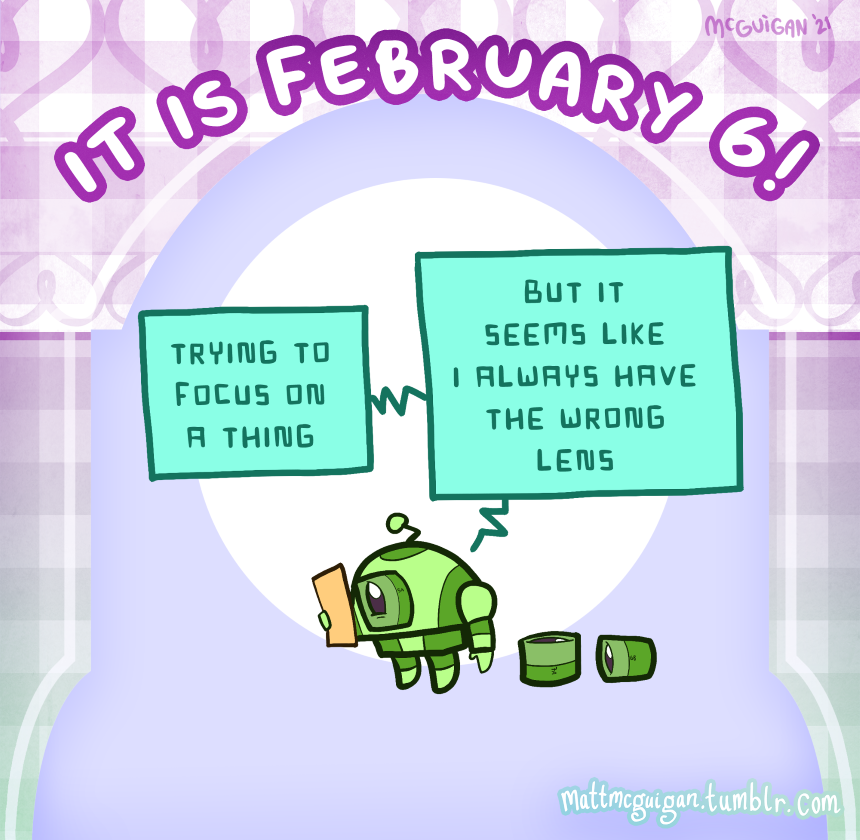 McGUiGAN '21
IT IS FEBRUARY 6!
TRYING TO
FOCUS ON
A THING
BUT IT
SEEMS LIKE
I ALWAYS HAVE
THE WRONG
LENS
mattmcguigan.tumblr.com